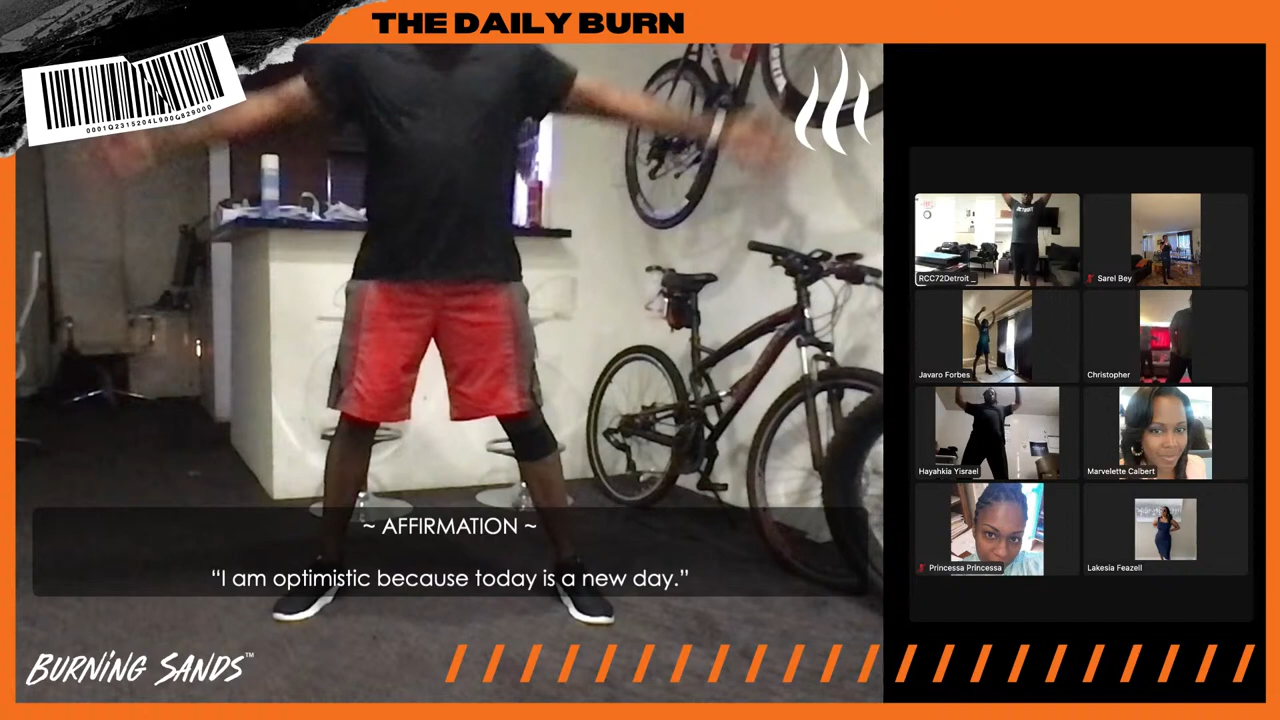 THE DAILY BURN
0001Q2315204L900G829000
RCC72Detroit _
Sarel Bey
Javaro Forbes
Christopher
Hayahkia Yisrael
Marvelette Calbert
Princessa Princessa
Lakesia Feazell
~ AFFIRMATION ~
“I am optimistic because today is a new day.”
BURNING SANDS™